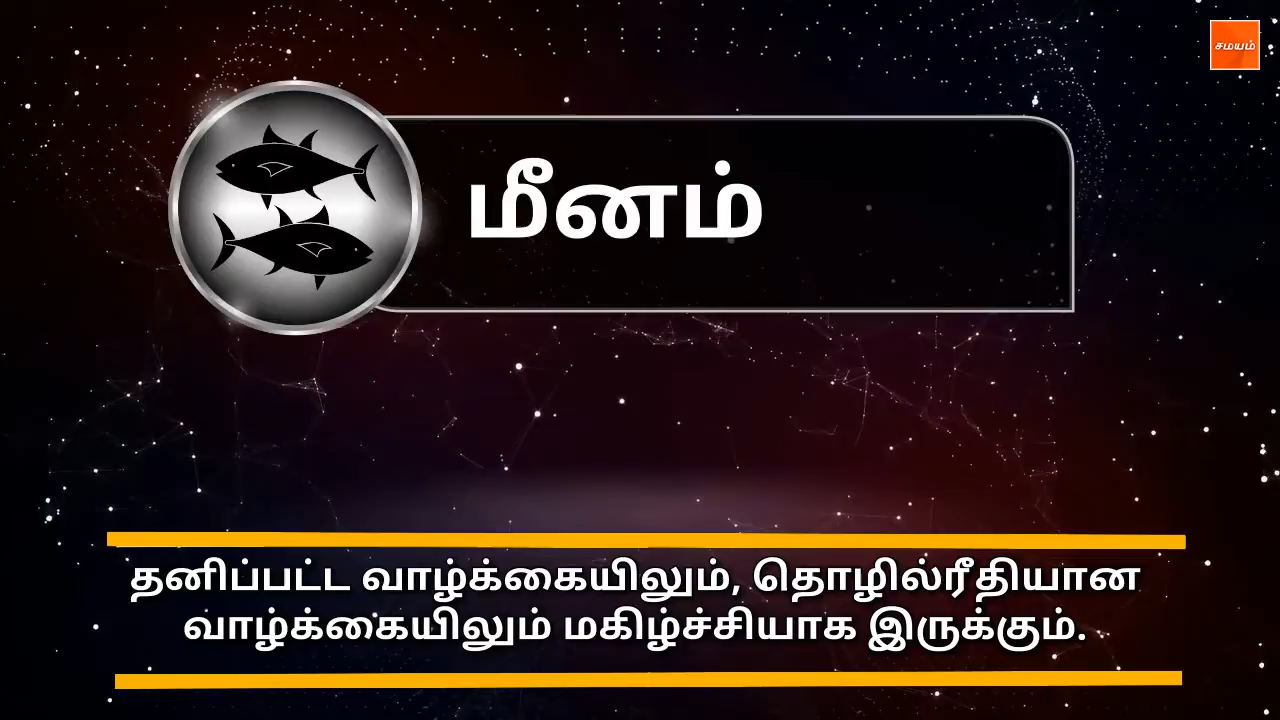 சமயம்
மீனம்
தனிப்பட்ட வாழ்க்கையிலும், தொழில்ரீதியான
வாழ்க்கையிலும் மகிழ்ச்சியாக இருக்கும்.